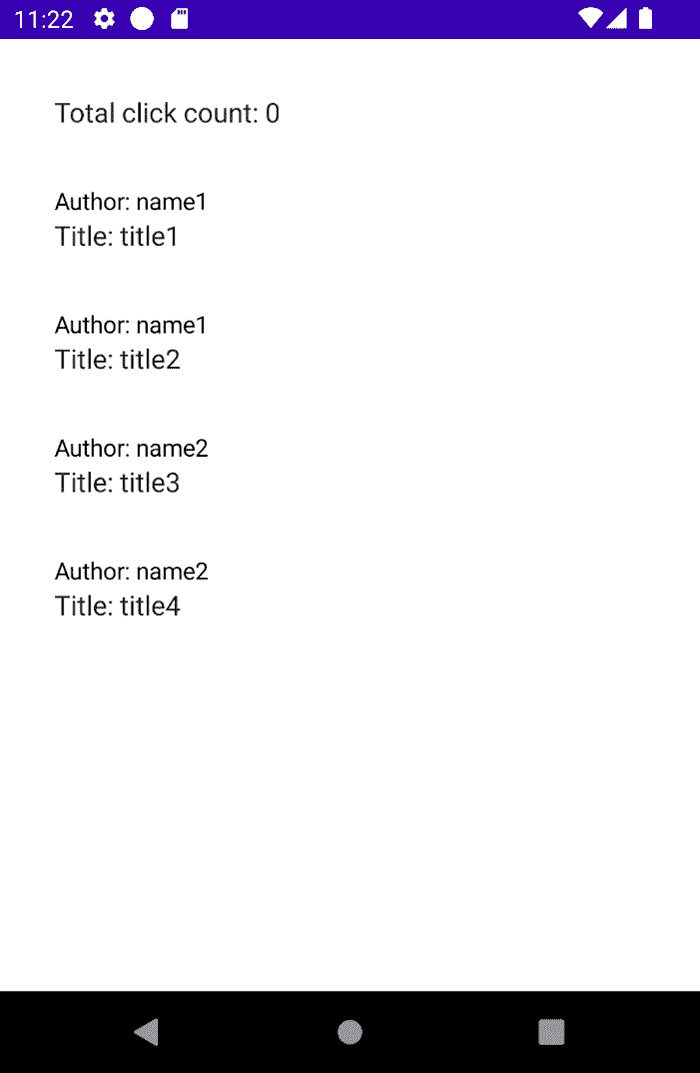 11:22
Total click count: 0
Author: name1
Title: title1
Author: name1
Title: title2
Author: name2
Title: title3
Author: name2
Title: title4